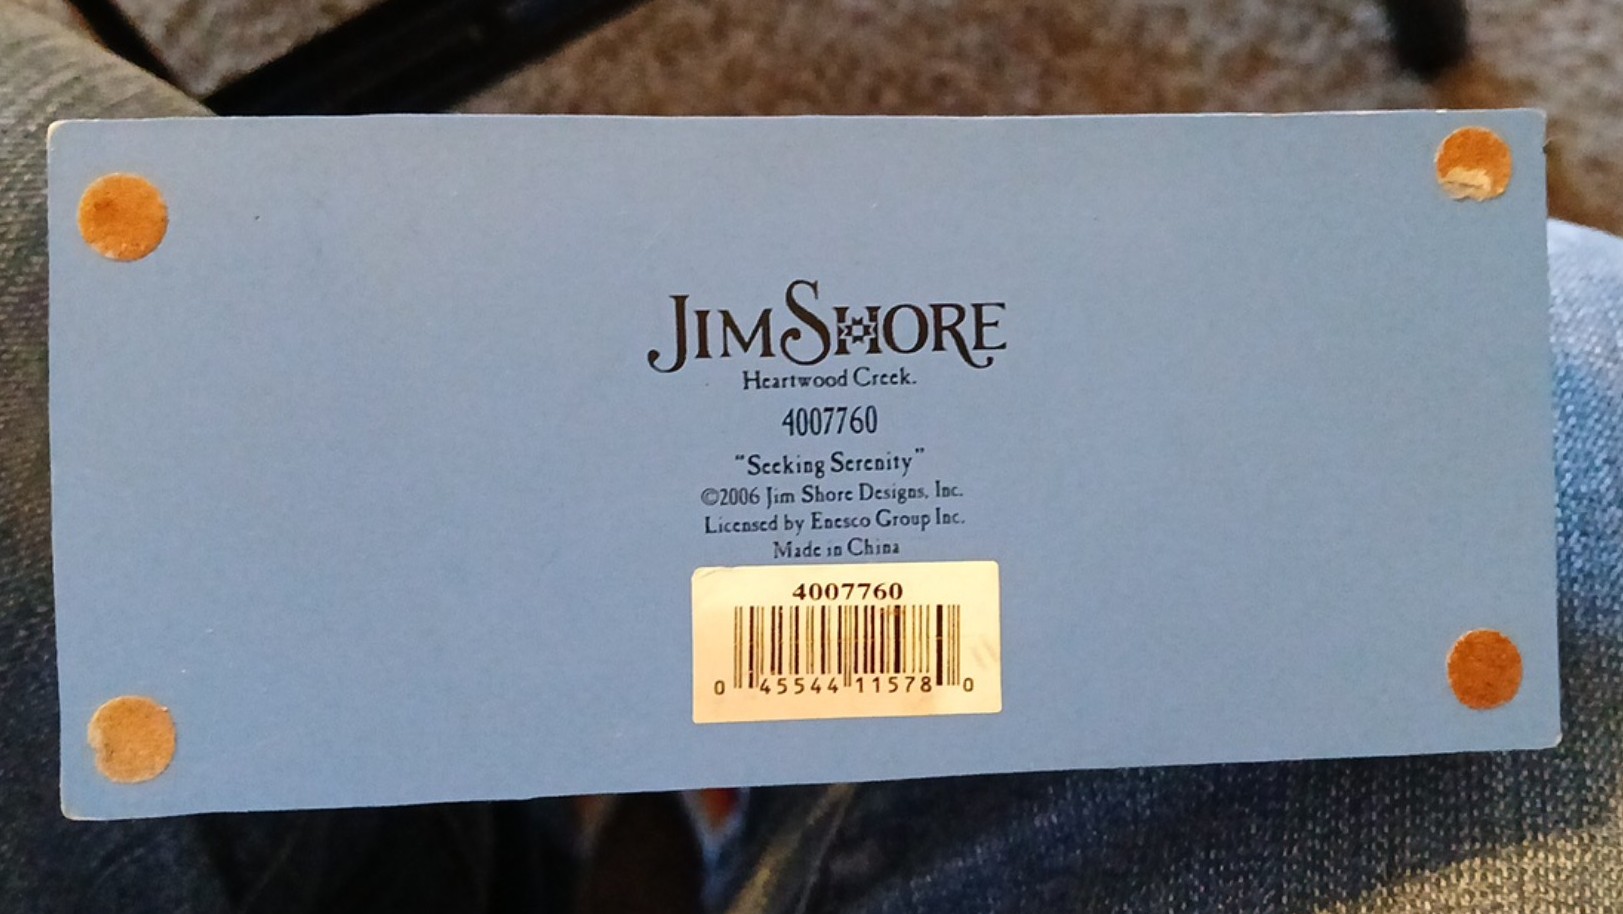 JIM SHORE
Heartwood Creek.
4007760
"Seeking Serenity"
©2006 Jim Shore Designs, Inc.
Licensed by Enesco Group Inc.
Made in China
4007760
0 45544 11578 0